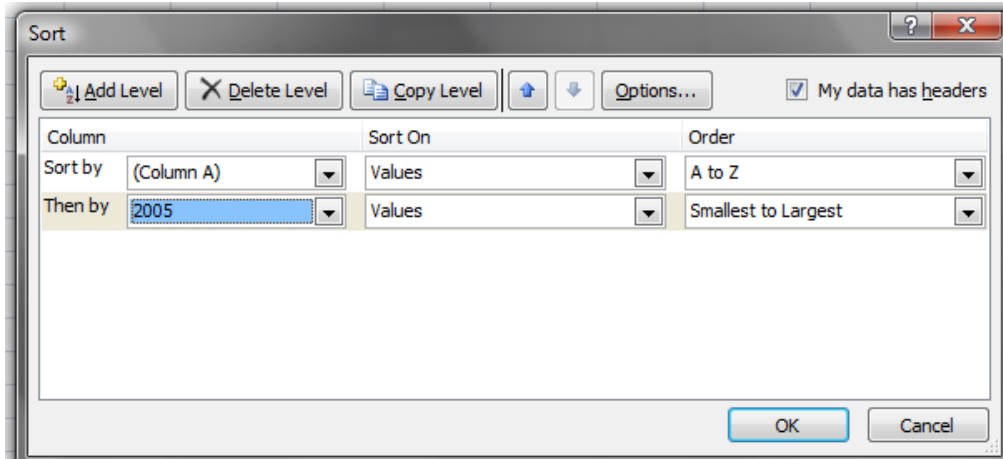 Sort ?
Add Level Delete Level Copy Level Options... My data has headers
Column Sort On Order
Sort by (Column A) Values A to Z
Then by 2005 Values Smallest to Largest
OK Cancel